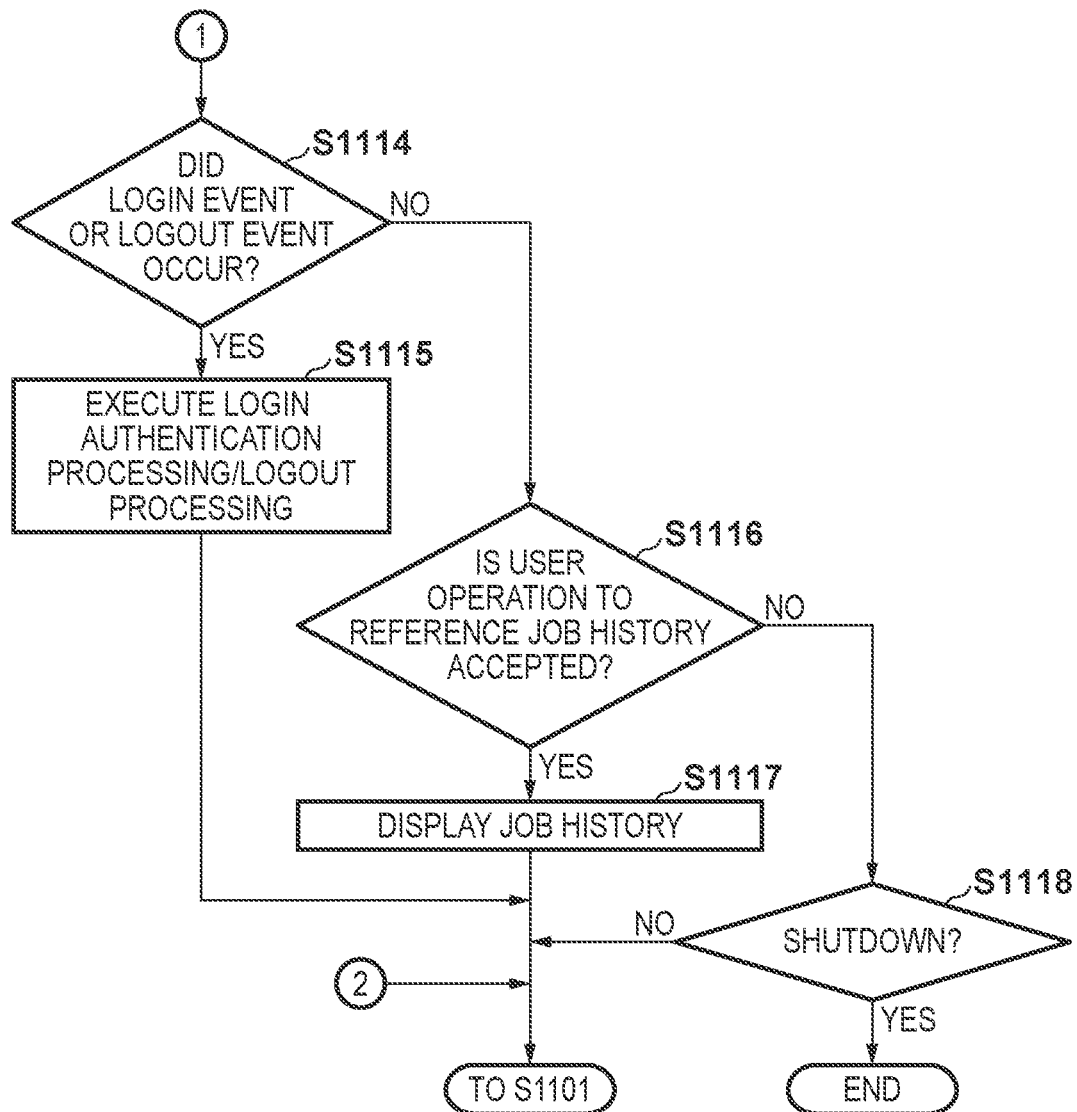 1
S1114
DID
LOGIN EVENT
OR LOGOUT EVENT
OCCUR?
NO
YES
S1115
EXECUTE LOGIN
AUTHENTICATION
PROCESSING/LOGOUT
PROCESSING
S1116
IS USER
OPERATION TO
REFERENCE JOB HISTORY
ACCEPTED?
NO
YES
S1117
DISPLAY JOB HISTORY
S1118
SHUTDOWN?
NO
YES
2
TO S1101
END